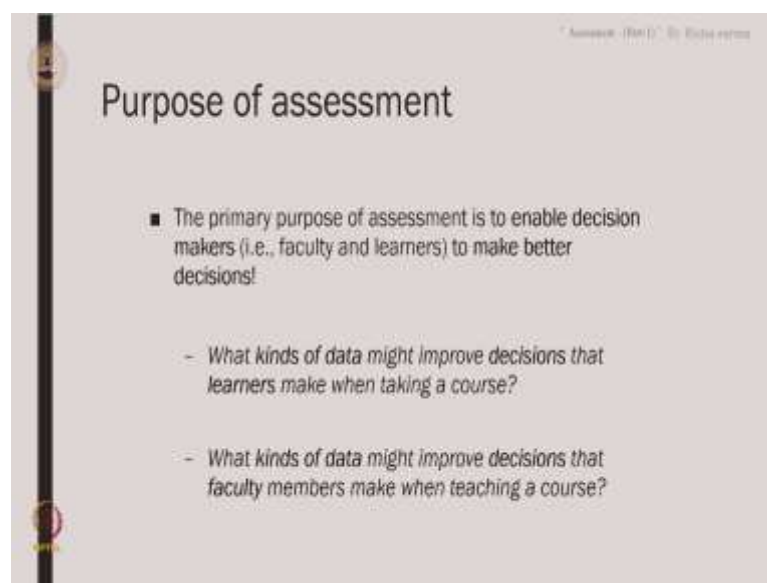 Purpose of assessment
■ The primary purpose of assessment is to enable decision
makers (i.e., faculty and learners) to make better
decisions!
– What kinds of data might improve decisions that
learners make when taking a course?
– What kinds of data might improve decisions that
faculty members make when teaching a course?